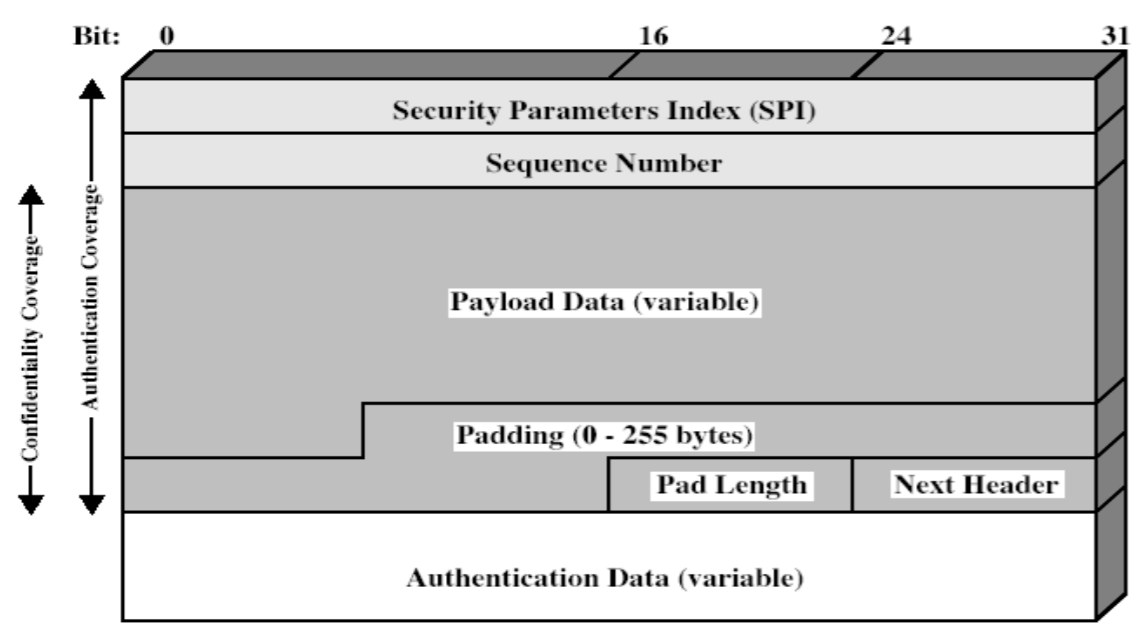 Bit: 0 16 24 31
Security Parameters Index (SPI)
Sequence Number
Payload Data (variable)
Padding (0 - 255 bytes)
Pad Length Next Header
Authentication Data (variable)
Confidentiality Coverage
Authentication Coverage